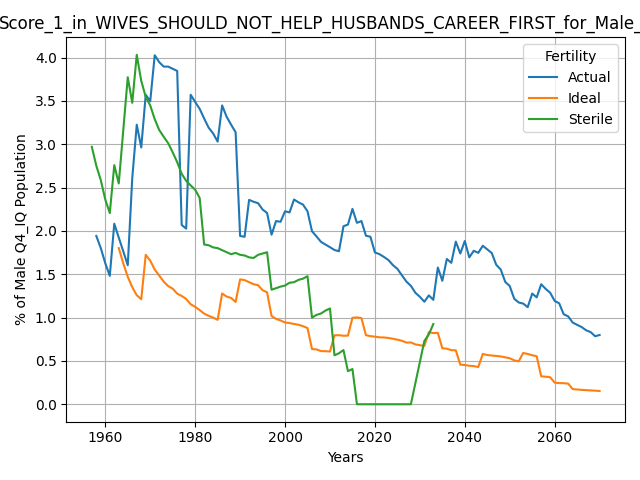 Score_1_in_WIVES_SHOULD_NOT_HELP_HUSBANDS_CAREER_FIRST_for_Male_
% of Male Q4_IQ Population
4.0
3.5
3.0
2.5
2.0
1.5
1.0
0.5
0.0
Fertility
Actual
Ideal
Sterile
1960 1980 2000 2020 2040 2060
Years